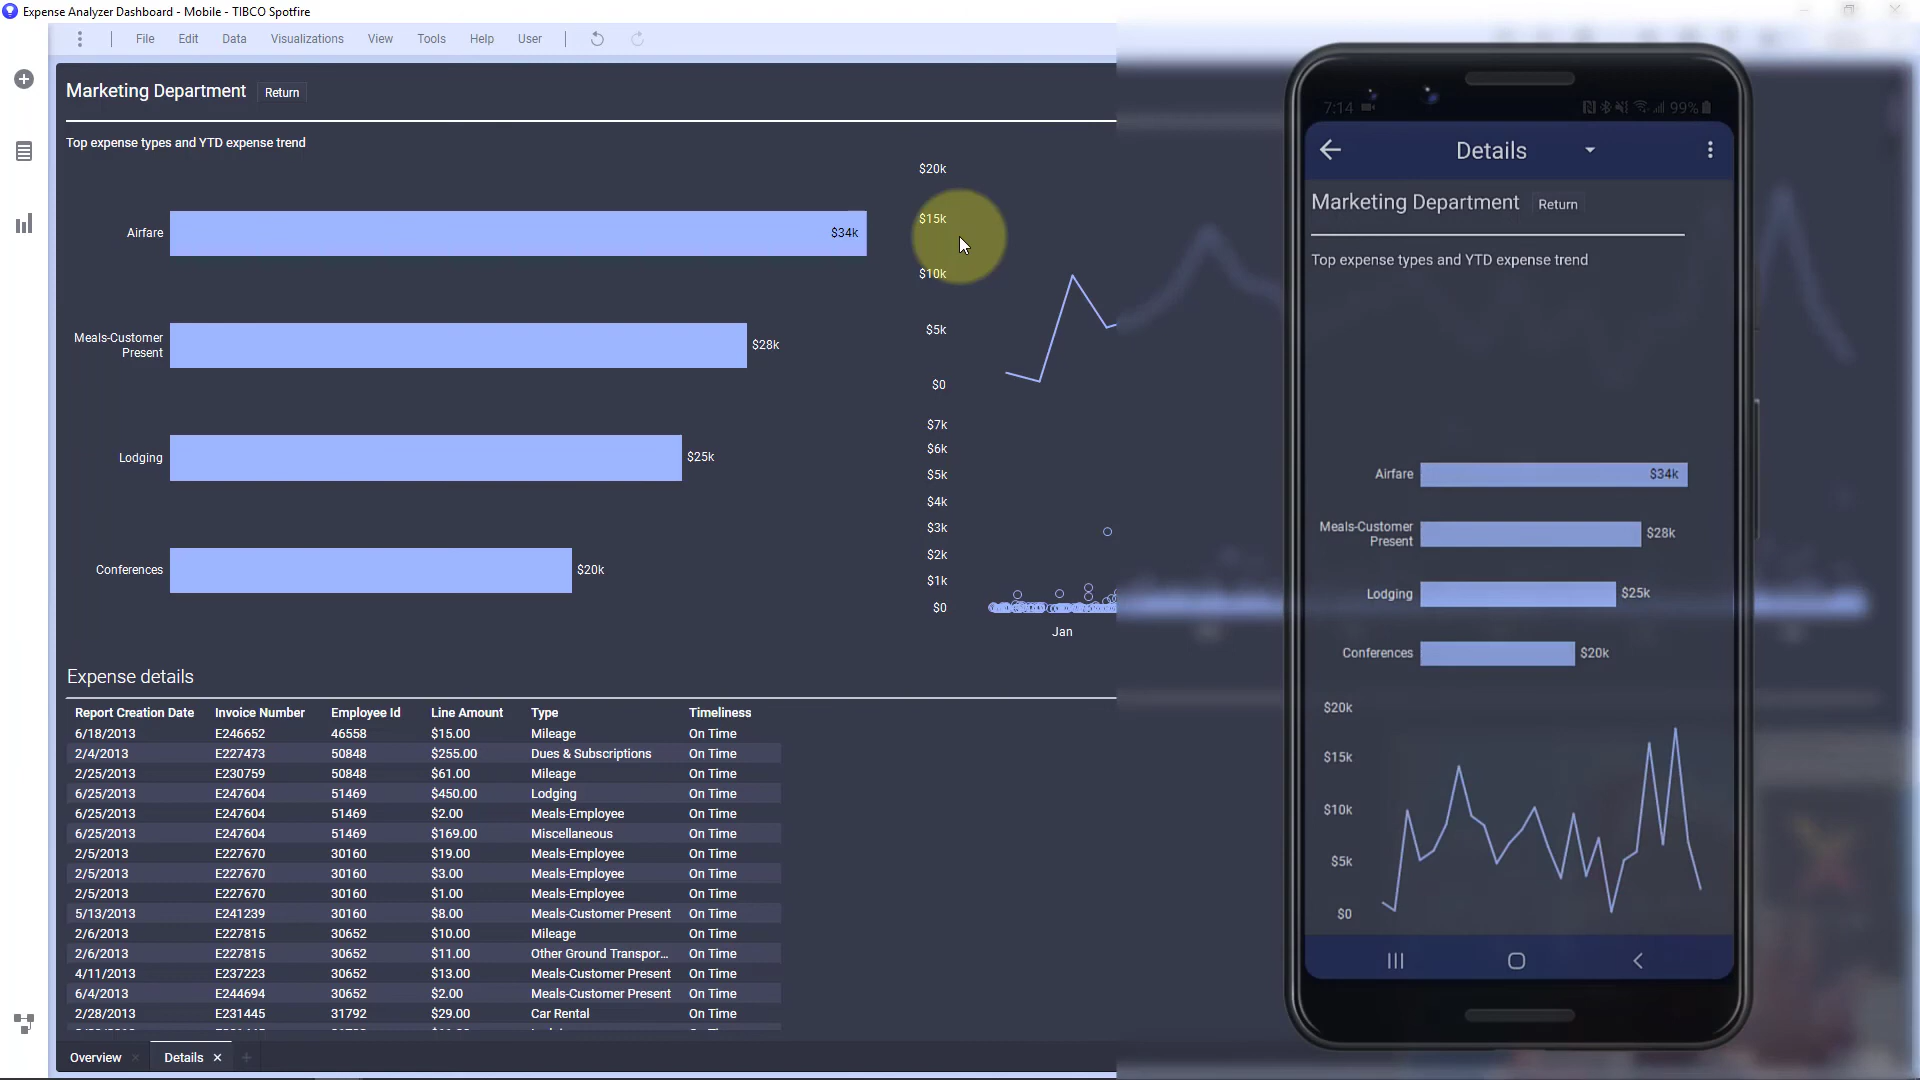 Expense Analyzer Dashboard - Mobile - TIBCO Spotfire
File Edit Data Visualizations View Tools Help User
Marketing Department Return
Top expense types and YTD expense trend
Airfare $34k
Meals-Customer
Present $28k
Lodging $25k
Conferences $20k
$20k
$15k
$10k
$5k
$0
$7k
$6k
$5k
$4k
$3k
$2k
$1k
$0
Jan
Expense details
Report Creation Date Invoice Number Employee Id Line Amount Type Timeliness
6/18/2013 E246652 46558 $15.00 Mileage On Time
2/4/2013 E227473 50848 $255.00 Dues & Subscriptions On Time
2/25/2013 E230759 50848 $61.00 Mileage On Time
6/25/2013 E247604 51469 $450.00 Lodging On Time
6/25/2013 E247604 51469 $2.00 Meals-Employee On Time
6/25/2013 E247604 51469 $169.00 Miscellaneous On Time
2/5/2013 E227670 30160 $19.00 Meals-Employee On Time
2/5/2013 E227670 30160 $3.00 Meals-Employee On Time
2/5/2013 E227670 30160 $1.00 Meals-Employee On Time
5/13/2013 E241239 30160 $8.00 Meals-Customer Present On Time
2/6/2013 E227815 30652 $10.00 Mileage On Time
2/6/2013 E227815 30652 $11.00 Other Ground Transpor... On Time
4/11/2013 E237223 30652 $13.00 Meals-Customer Present On Time
6/4/2013 E244694 30652 $2.00 Meals-Customer Present On Time
2/28/2013 E231445 31792 $29.00 Car Rental On Time
Overview Details
7:14 99%
Details
Marketing Department Return
Top expense types and YTD expense trend
Airfare $34k
Meals-Customer
Present $28k
Lodging $25k
Conferences $20k
$20k
$15k
$10k
$5k
$0